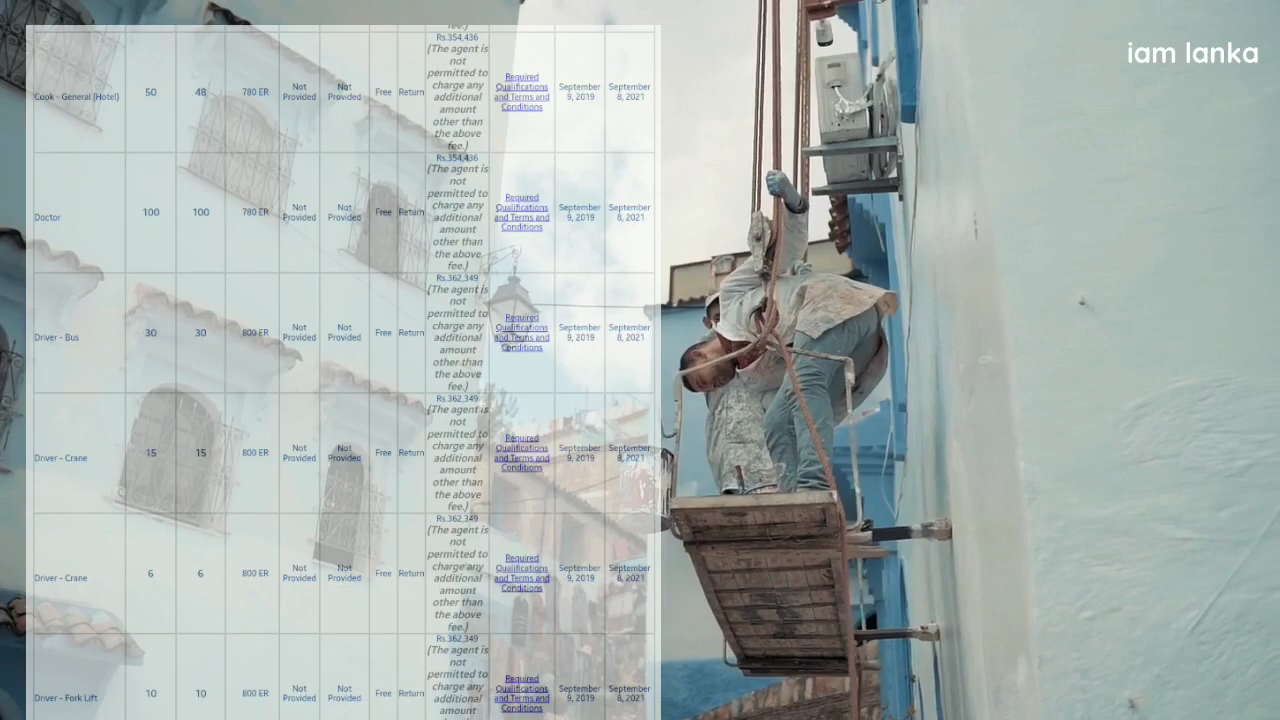 iam lanka
fee.)
Cook - General (Hotel) 50 48 780 ER Not Provided Not Provided Free Return Rs.354,436 (The agent is not permitted to charge any additional amount other than the above fee.) Required Qualifications and Terms and Conditions September 9, 2019 September 8, 2021
Doctor 100 100 780 ER Not Provided Not Provided Free Return Rs.354,436 (The agent is not permitted to charge any additional amount other than the above fee.) Required Qualifications and Terms and Conditions September 9, 2019 September 8, 2021
Driver - Bus 30 30 800 ER Not Provided Not Provided Free Return Rs.362,349 (The agent is not permitted to charge any additional amount other than the above fee.) Required Qualifications and Terms and Conditions September 9, 2019 September 8, 2021
Driver - Crane 15 15 800 ER Not Provided Not Provided Free Return Rs.362,349 (The agent is not permitted to charge any additional amount other than the above fee.) Required Qualifications and Terms and Conditions September 9, 2019 September 8, 2021
Driver - Crane 6 6 800 ER Not Provided Not Provided Free Return Rs.362,349 (The agent is not permitted to charge any additional amount other than the above fee.) Required Qualifications and Terms and Conditions September 9, 2019 September 8, 2021
Driver - Fork Lift 10 10 800 ER Not Provided Not Provided Free Return Rs.362,349 (The agent is not permitted to charge any additional amount Required Qualifications and Terms and Conditions September 9, 2019 September 8, 2021